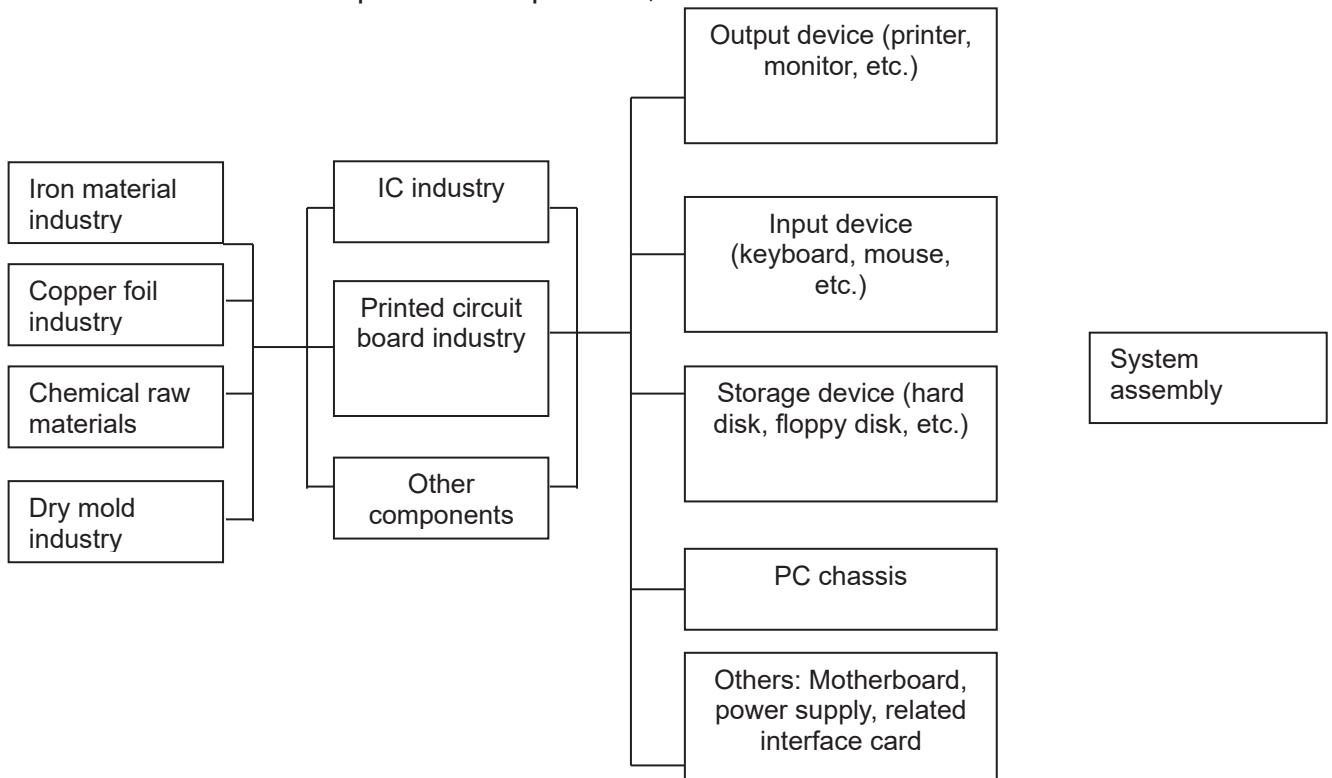 Output device (printer,
monitor, etc.)
Iron material
industry
IC industry
Input device
(keyboard, mouse,
etc.)
Copper foil
industry
Printed circuit
board industry
System
assembly
Chemical raw
materials
Storage device (hard
disk, floppy disk, etc.)
Other
components
Dry mold
industry
PC chassis
Others: Motherboard,
power supply, related
interface card